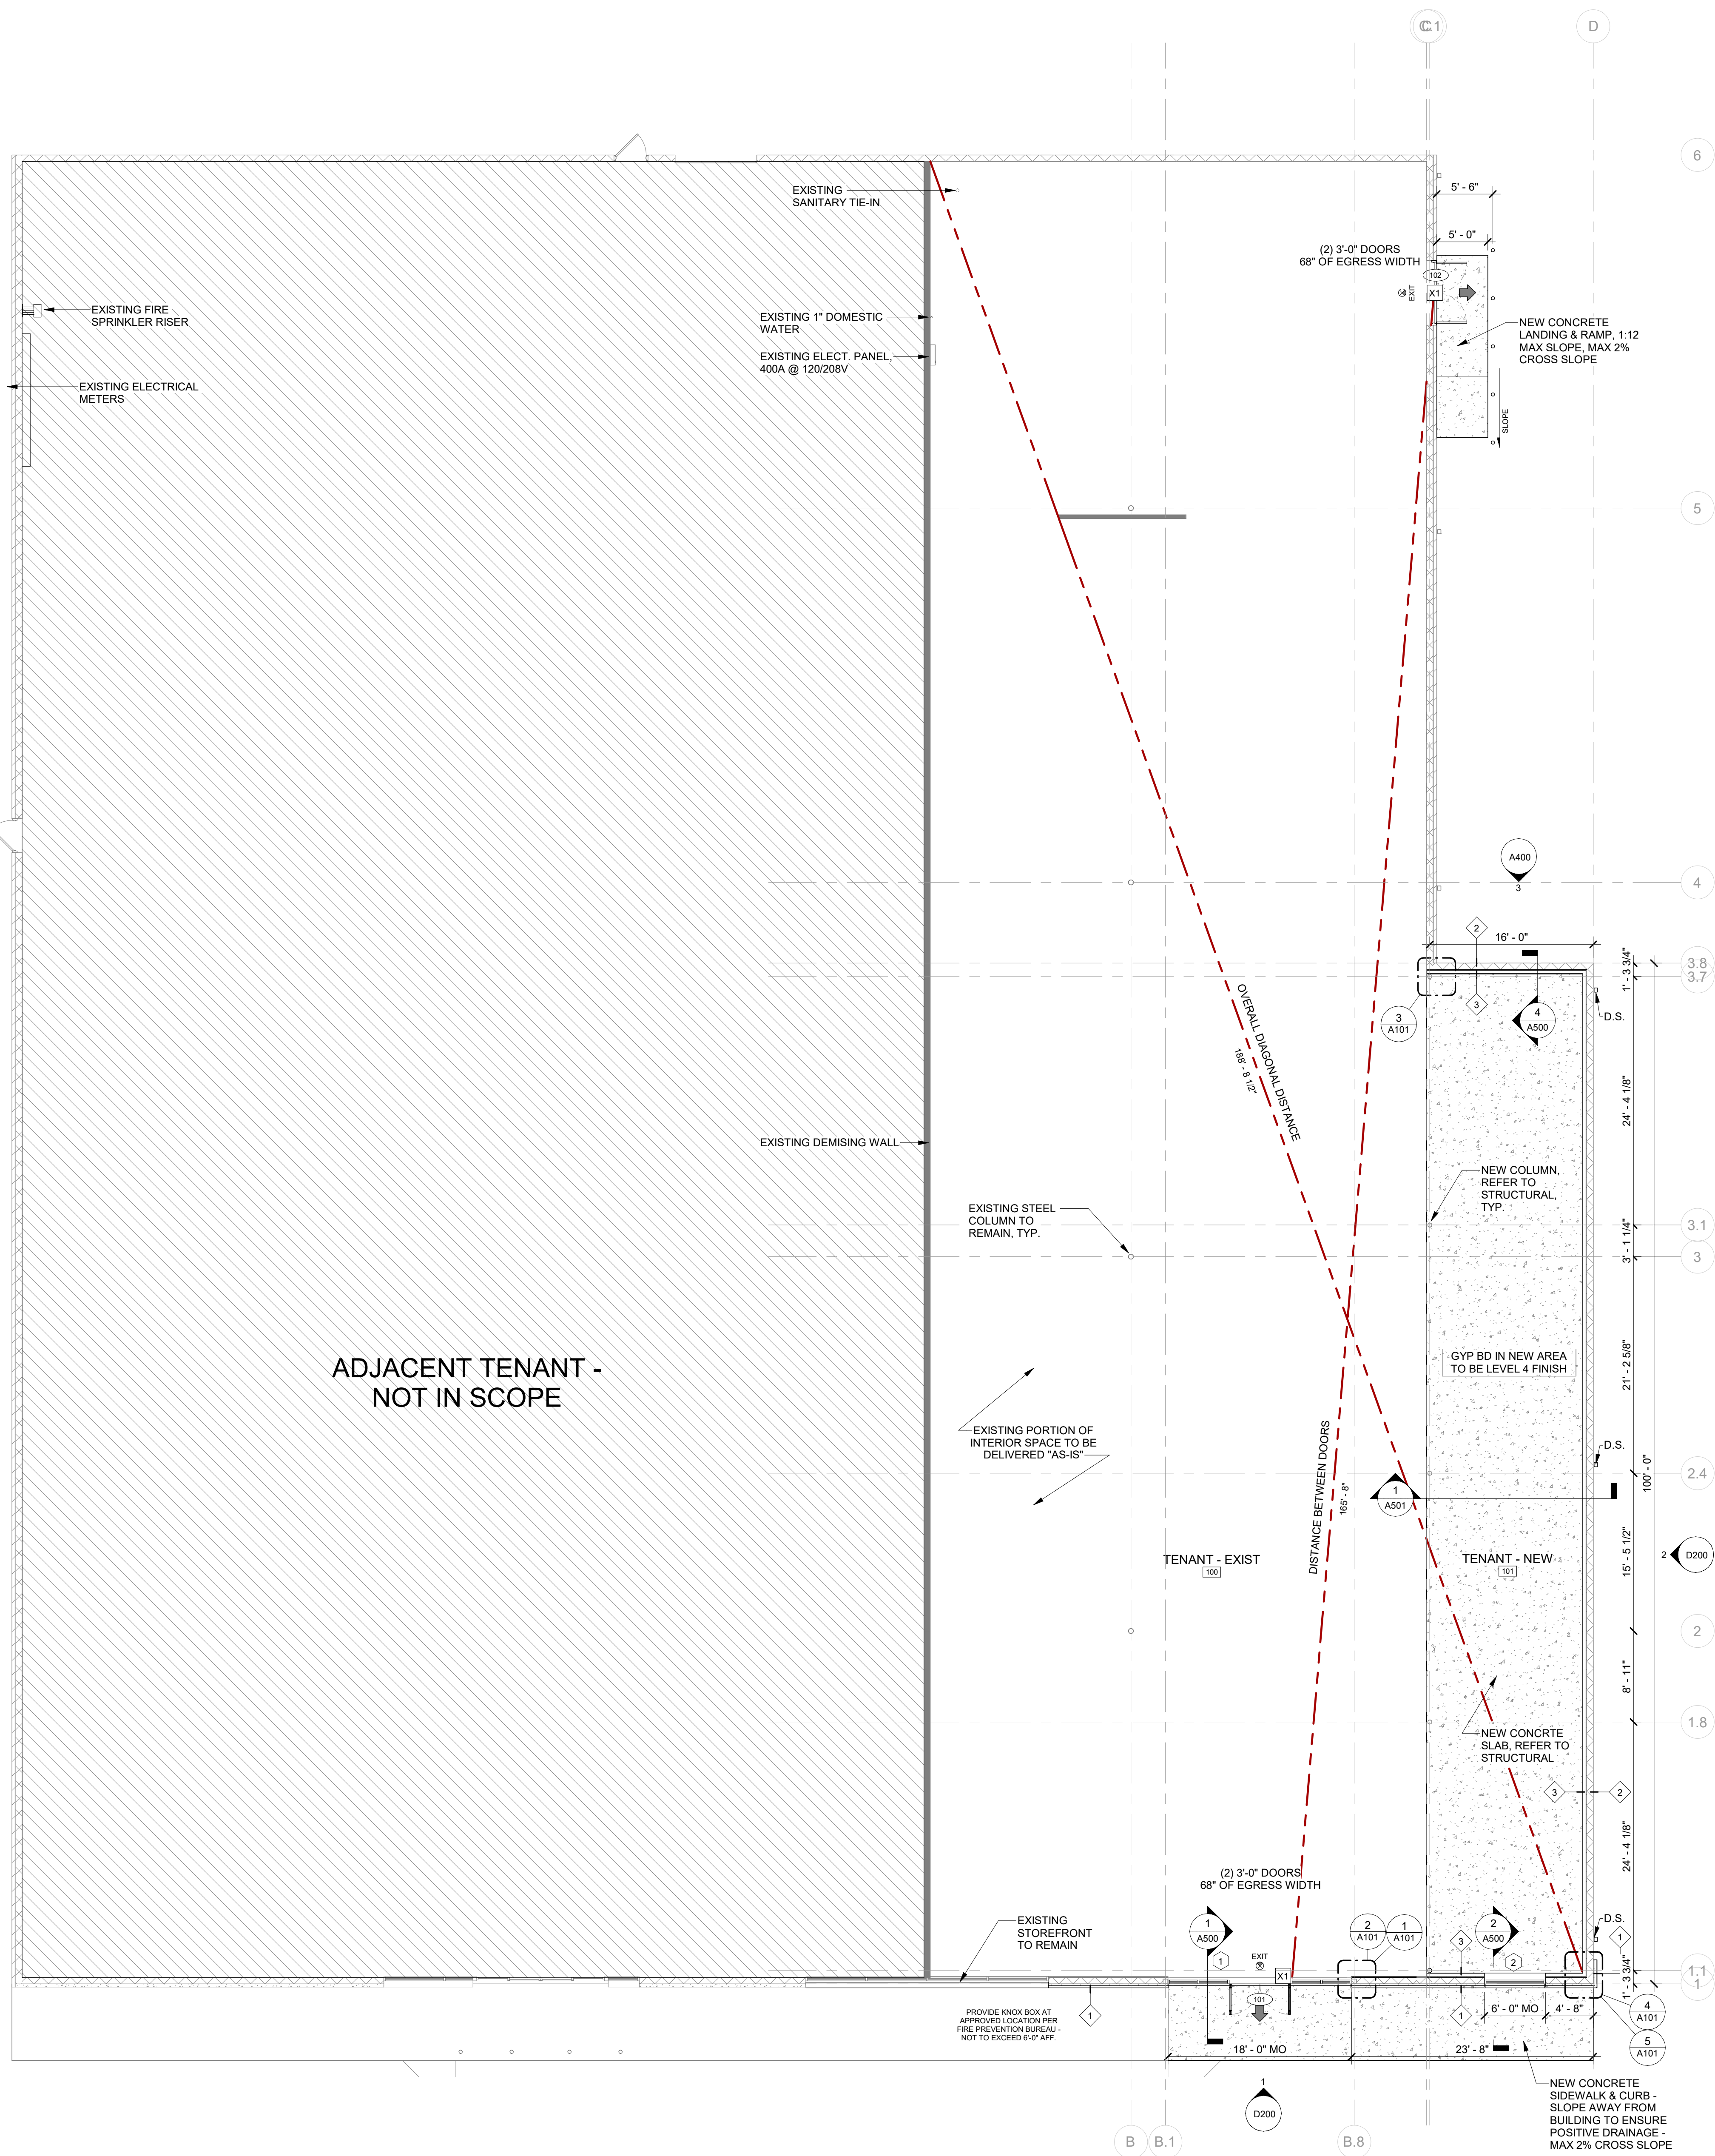 C
C.1
D
6
EXISTING
SANITARY TIE-IN
5' - 6"
5' - 0"
(2) 3'-0" DOORS
68" OF EGRESS WIDTH
102
X1
EXIT
EXISTING FIRE
SPRINKLER RISER
EXISTING 1" DOMESTIC
WATER
NEW CONCRETE
LANDING & RAMP, 1:12
MAX SLOPE, MAX 2%
CROSS SLOPE
EXISTING ELECT. PANEL,
400A @ 120/208V
EXISTING ELECTRICAL
METERS
SLOPE
5
A400
3
4
2
16' - 0"
1' - 3 3/4"
3.8
3.7
3
3
A101
4
A500
D.S.
OVERALL DIAGONAL DISTANCE
188' - 8 1/2"
24' - 4 1/8"
EXISTING DEMISING WALL
NEW COLUMN,
REFER TO
STRUCTURAL,
TYP.
EXISTING STEEL
COLUMN TO
REMAIN, TYP.
3.1
3' - 1 1/4"
3
ADJACENT TENANT -
NOT IN SCOPE
GYP BD IN NEW AREA
TO BE LEVEL 4 FINISH
21' - 2 5/8"
EXISTING PORTION OF
INTERIOR SPACE TO BE
DELIVERED "AS-IS"
DISTANCE BETWEEN DOORS
165' - 8"
D.S.
2.4
100' - 0"
1
A501
15' - 5 1/2"
TENANT - EXIST
100
TENANT - NEW
101
2
D200
2
8' - 11"
1.8
NEW CONCRTE
SLAB, REFER TO
STRUCTURAL
3
2
24' - 4 1/8"
(2) 3'-0" DOORS
68" OF EGRESS WIDTH
EXISTING
STOREFRONT
TO REMAIN
1
A500
1
EXIT
X1
2
A101
1
A101
3
2
A500
2
D.S.
1
1.1
1
1' - 3 3/4"
101
PROVIDE KNOX BOX AT
APPROVED LOCATION PER
FIRE PREVENTION BUREAU -
NOT TO EXCEED 6'-0" AFF.
1
1
6' - 0" MO
4' - 8"
4
A101
5
A101
18' - 0" MO
23' - 8"
1
D200
NEW CONCRETE
SIDEWALK & CURB -
SLOPE AWAY FROM
BUILDING TO ENSURE
POSITIVE DRAINAGE -
MAX 2% CROSS SLOPE
B
B.1
B.8